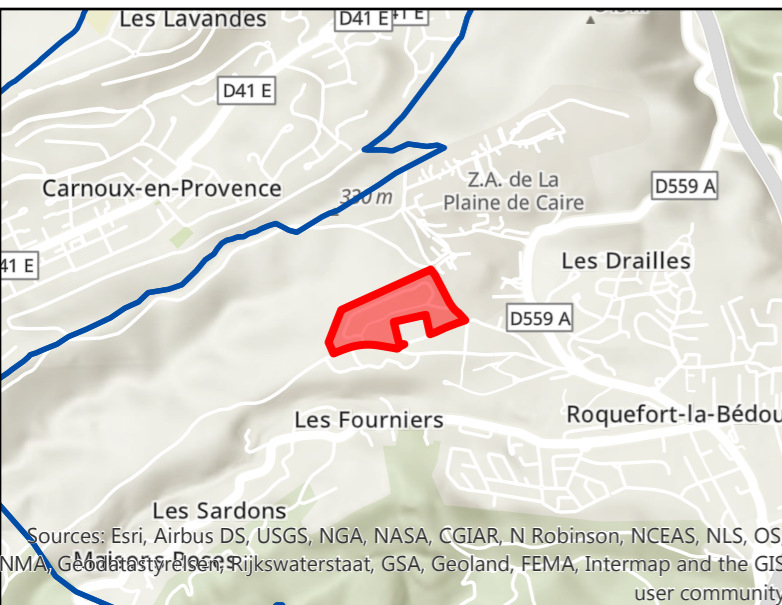 Les Lavandes
D41 E
D41 E
Carnoux-en-Provence
330 m
Z.A. de La
Plaine de Caire
D559 A
41 E
Les Drailles
D559 A
Les Fourniers
Roquefort-la-Bédou
Les Sardons
Maisons
Sources: Esri, Airbus DS, USGS, NGA, NASA, CGIAR, N Robinson, NCEAS, NLS, OS,
NMA, Geodatastyrelsen, Rijkswaterstaat, GSA, Geoland, FEMA, Intermap and the GIS
user community